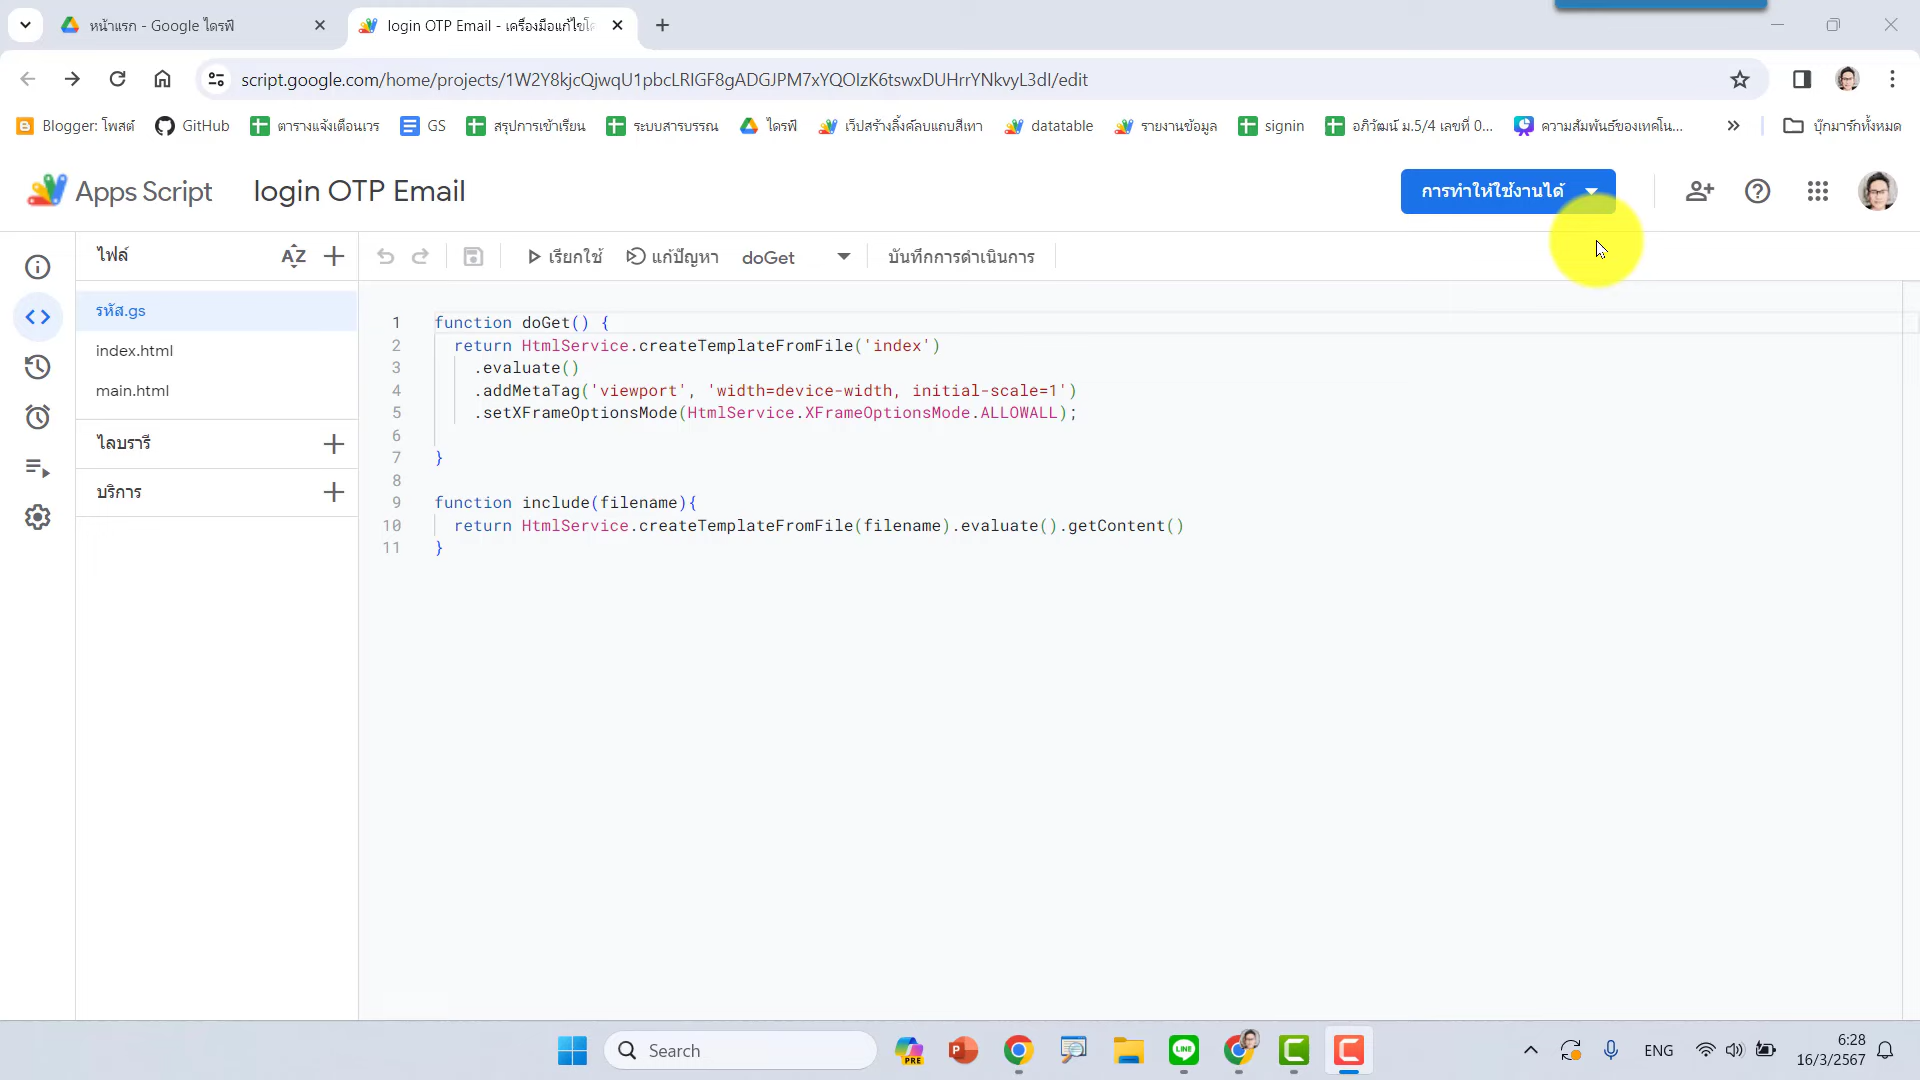 หน้าแรก - Google ไดรฟ์
login OTP Email - เครื่องมือแก้ไขโค
script.google.com/home/projects/1W2Y8kjcQjwqU1pbcLRIGF8gADGJPM7xYQOIzK6tswxDUHrrYNkvyL3dI/edit
Blogger: โพสต์
GitHub
ตารางแจ้งเตือนเวร
GS
สรุปการเข้าเรียน
ระบบสารบรรณ
ไดรฟ์
เว็ปสร้างลิ้งค์ลบแถบสีเทา
datatable
รายงานข้อมูล
signin
อภิวัฒน์ ม.5/4 เลขที่ 0...
ความสัมพันธ์ของเทคโน...
บุ๊กมาร์กทั้งหมด
Apps Script
login OTP Email
การทำให้ใช้งานได้
ไฟล์
AZ
เรียกใช้
แก้ปัญหา
doGet
บันทึกการดำเนินการ
รหัส.gs
index.html
main.html
ไลบรารี
บริการ
1 function doGet() {
2 return HtmlService.createTemplateFromFile('index')
3 .evaluate()
4 .addMetaTag('viewport', 'width=device-width, initial-scale=1')
5 .setXFrameOptionsMode(HtmlService.XFrameOptionsMode.ALLOWALL);
6
7 }
8
9 function include(filename){
10 return HtmlService.createTemplateFromFile(filename).evaluate().getContent()
11 }
Search
PRE
ENG
6:28
16/3/2567